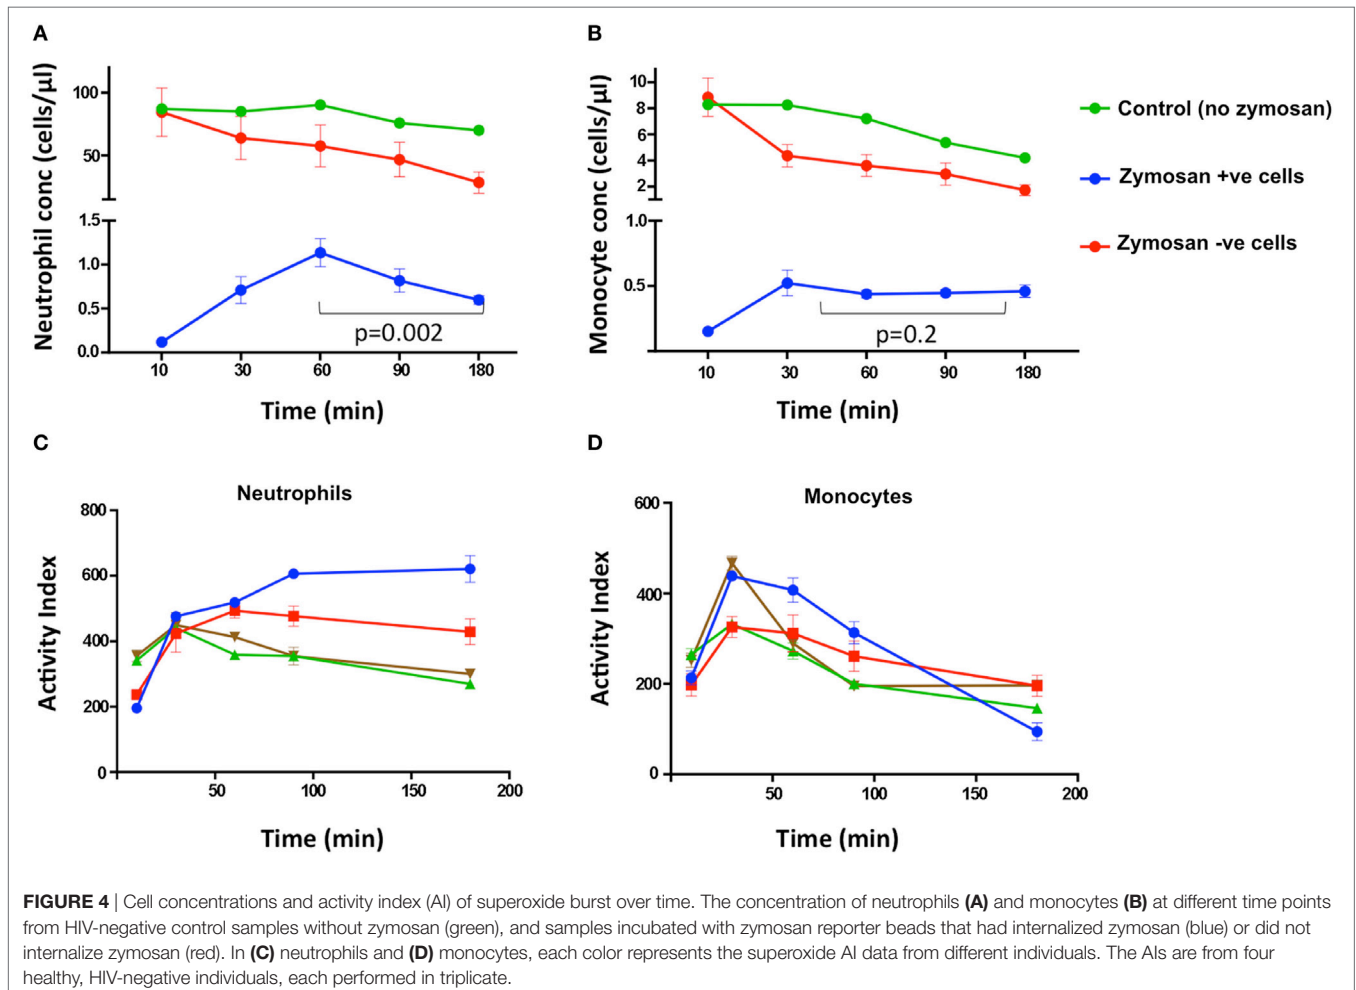 A
Neutrophil conc (cells/µl)
100
50
1.5
1.0
0.5
0.0
p=0.002
10 30 60 90 180
Time (min)
B
Monocyte conc (cells/µl)
10
8
6
4
2
1.0
0.5
p=0.2
10 30 60 90 180
Time (min)
Control (no zymosan)
Zymosan +ve cells
Zymosan -ve cells
C
Neutrophils
Activity Index
800
600
400
200
0
50 100 150 200
Time (min)
D
Monocytes
Activity Index
600
400
200
0
50 100 150 200
Time (min)
FIGURE 4 | Cell concentrations and activity index (AI) of superoxide burst over time. The concentration of neutrophils (A) and monocytes (B) at different time points
from HIV-negative control samples without zymosan (green), and samples incubated with zymosan reporter beads that had internalized zymosan (blue) or did not
internalize zymosan (red). In (C) neutrophils and (D) monocytes, each color represents the superoxide AI data from different individuals. The AIs are from four
healthy, HIV-negative individuals, each performed in triplicate.